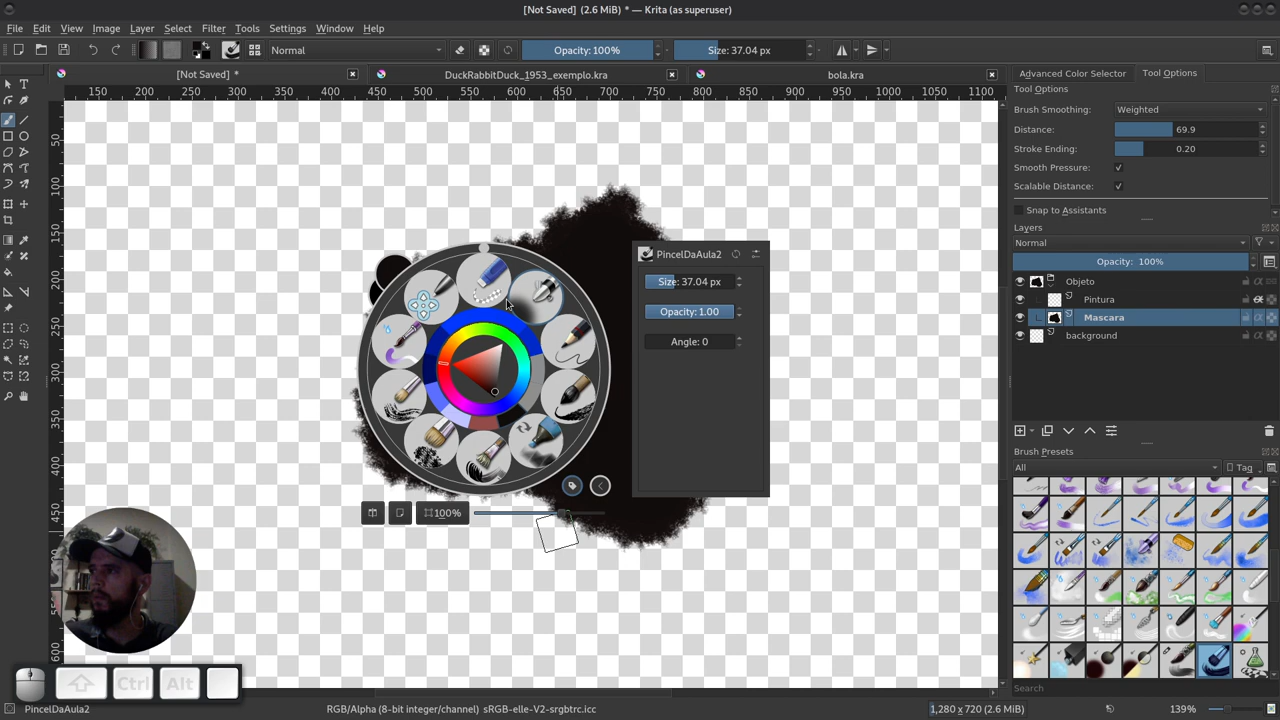 [Not Saved] (2.6 MiB) * — Krita (as superuser)
File Edit View Image Layer Select Filter Tools Settings Window Help
Normal Opacity: 100% Size: 37.04 px
[Not Saved] * DuckRabbitDuck_1953_exemplo.kra bola.kra
Advanced Color Selector Tool Options
150 200 250 300 350 400 450 500 550 600 650 700 750 800 850 900 950 1000 1050 1100
50
100
150
200
250
300
350
400
450
550
600
Tool Options
Brush Smoothing: Weighted
Distance: 69.9
Stroke Ending: 0.20
Smooth Pressure: ✓
Scalable Distance: ✓
Snap to Assistants
Layers
Normal
Opacity: 100%
Objeto
Pintura
Mascara
background
PincelDaAula2
Size: 37.04 px
Opacity: 1.00
Angle: 0
100%
Brush Presets
All Tag
Search
Ctrl Alt
PincelDaAula2 RGB/Alpha (8-bit integer/channel) sRGB-elle-V2-srgbtrc.icc 1,280 x 720 (2.6 MiB) 139%